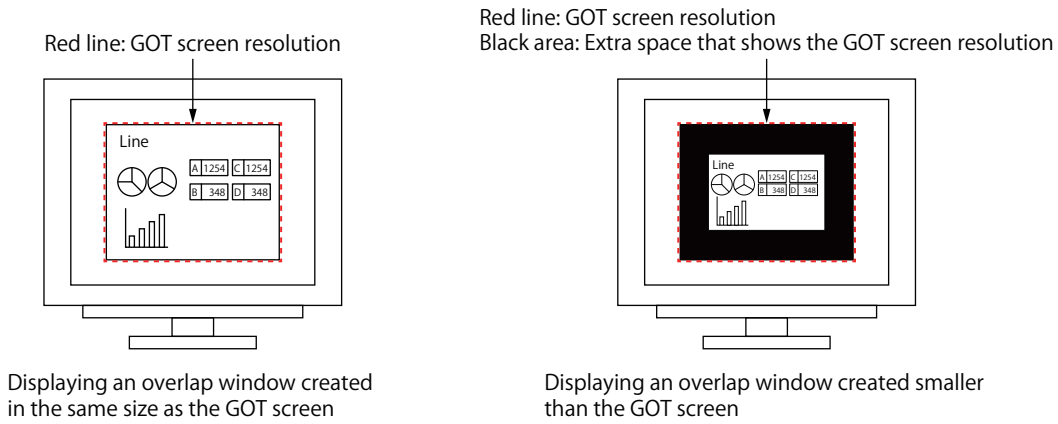 Red line: GOT screen resolution
Line
A 1254 C 1254
B 348 D 348
Displaying an overlap window created
in the same size as the GOT screen
Red line: GOT screen resolution
Black area: Extra space that shows the GOT screen resolution
Line
A 1254 C 1254
B 348 D 348
Displaying an overlap window created smaller
than the GOT screen